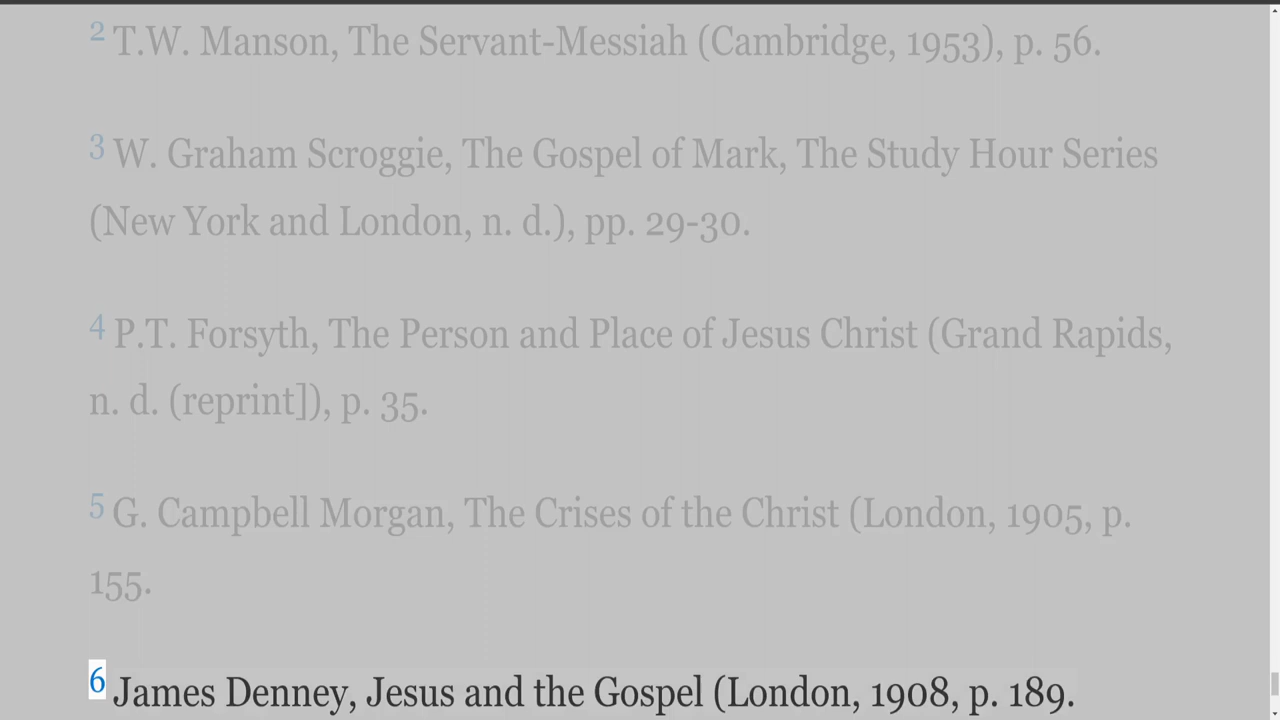 2 T.W. Manson, The Servant-Messiah (Cambridge, 1953), p. 56.
3 W. Graham Scroggie, The Gospel of Mark, The Study Hour Series
(New York and London, n. d.), pp. 29-30.
4 P.T. Forsyth, The Person and Place of Jesus Christ (Grand Rapids,
n. d. (reprint]), p. 35.
5 G. Campbell Morgan, The Crises of the Christ (London, 1905, p.
155.
6 James Denney, Jesus and the Gospel (London, 1908, p. 189.